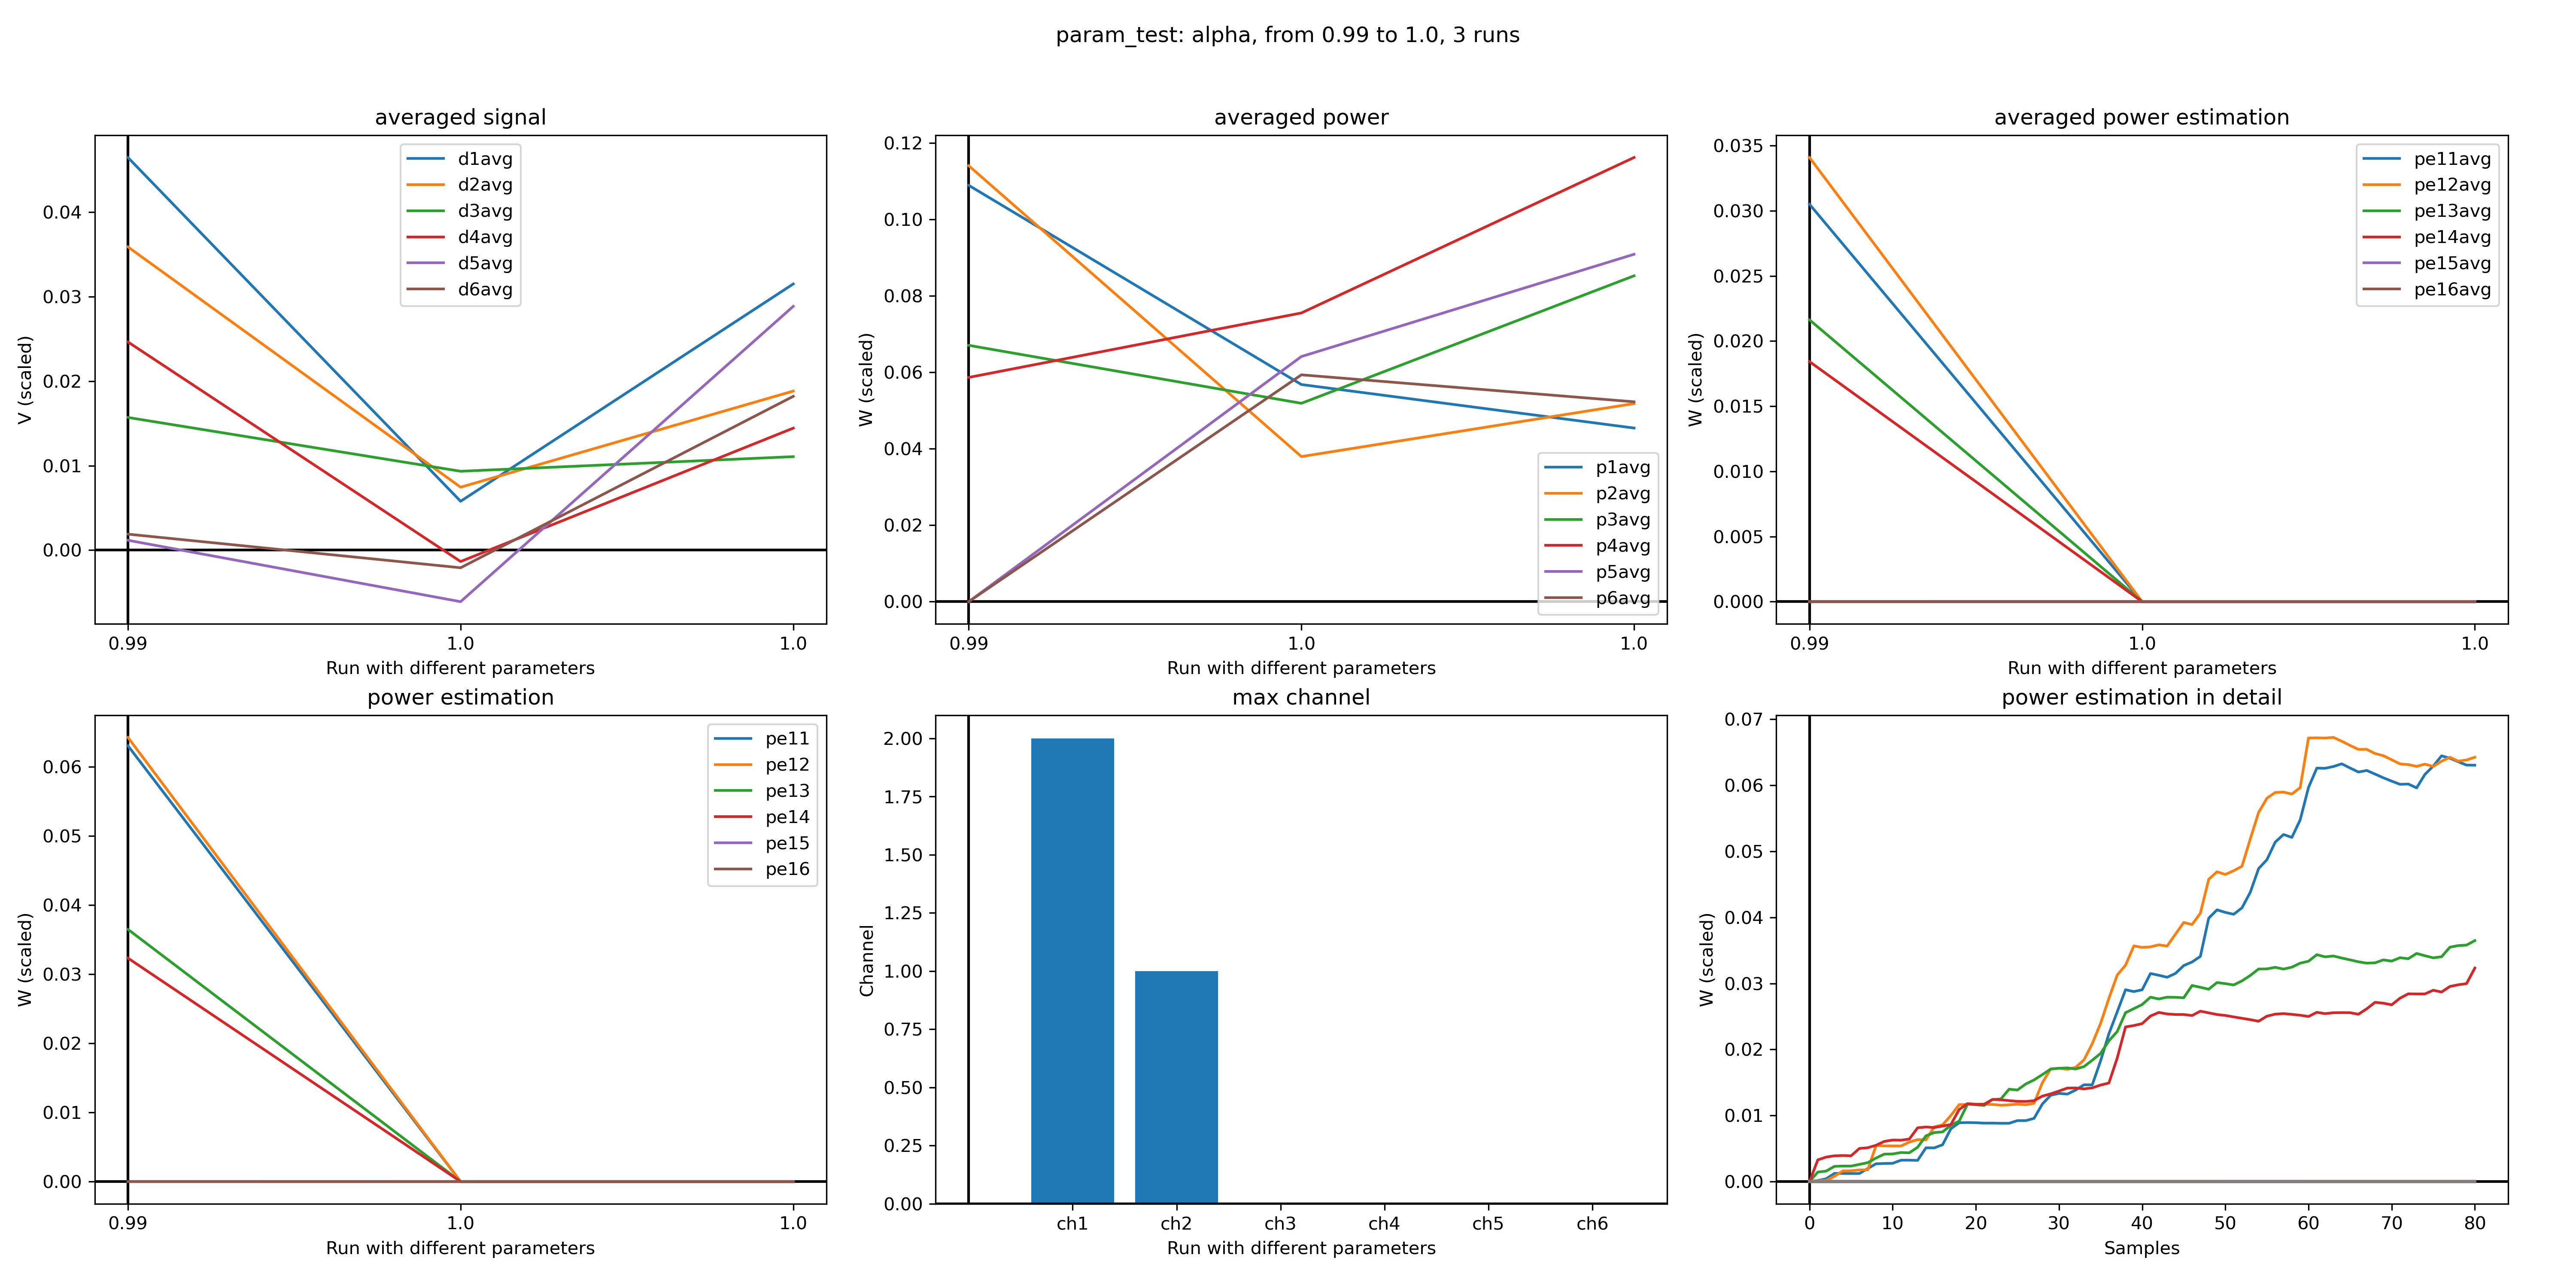 param_test: alpha, from 0.99 to 1.0, 3 runs
averaged signal
V (scaled)
0.04
0.03
0.02
0.01
0.00
d1avg
d2avg
d3avg
d4avg
d5avg
d6avg
0.99
1.0
1.0
Run with different parameters
averaged power
W (scaled)
0.12
0.10
0.08
0.06
0.04
0.02
0.00
p1avg
p2avg
p3avg
p4avg
p5avg
p6avg
0.99
1.0
1.0
Run with different parameters
averaged power estimation
W (scaled)
0.035
0.030
0.025
0.020
0.015
0.010
0.005
0.000
pe11avg
pe12avg
pe13avg
pe14avg
pe15avg
pe16avg
0.99
1.0
1.0
Run with different parameters
power estimation
W (scaled)
0.06
0.05
0.04
0.03
0.02
0.01
0.00
pe11
pe12
pe13
pe14
pe15
pe16
0.99
1.0
1.0
Run with different parameters
max channel
Channel
2.00
1.75
1.50
1.25
1.00
0.75
0.50
0.25
0.00
ch1
ch2
ch3
ch4
ch5
ch6
Run with different parameters
power estimation in detail
W (scaled)
0.07
0.06
0.05
0.04
0.03
0.02
0.01
0.00
0
10
20
30
40
50
60
70
80
Samples